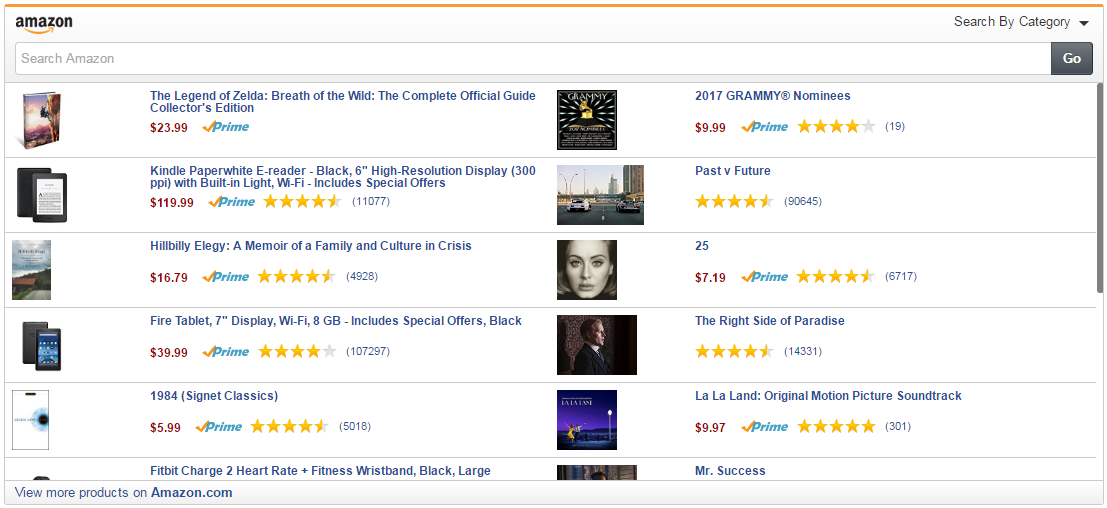 amazon
Search By Category
Search Amazon
Go
The Legend of Zelda: Breath of the Wild: The Complete Official Guide
Collector's Edition
$23.99 Prime
2017 GRAMMY® Nominees
$9.99 Prime (19)
Kindle Paperwhite E-reader - Black, 6" High-Resolution Display (300
ppi) with Built-in Light, Wi-Fi - Includes Special Offers
$119.99 Prime (11077)
Past v Future
(90645)
Hillbilly Elegy: A Memoir of a Family and Culture in Crisis
$16.79 Prime (4928)
25
$7.19 Prime (6717)
Fire Tablet, 7" Display, Wi-Fi, 8 GB - Includes Special Offers, Black
$39.99 Prime (107297)
The Right Side of Paradise
(14331)
1984 (Signet Classics)
$5.99 Prime (5018)
LA LA LAND
La La Land: Original Motion Picture Soundtrack
$9.97 Prime (301)
Fitbit Charge 2 Heart Rate + Fitness Wristband, Black, Large
Mr. Success
View more products on Amazon.com
GRAMMY